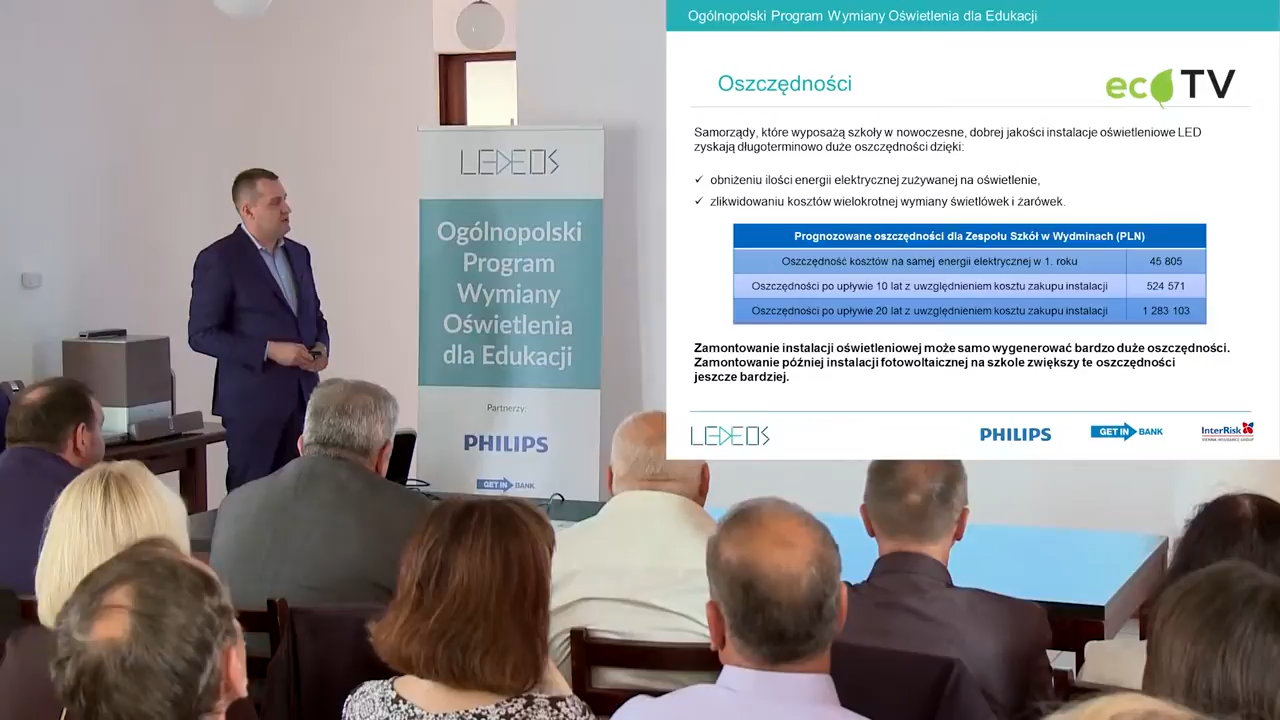 Ogólnopolski Program Wymiany Oświetlenia dla Edukacji
Oszczędności
ecoTV
Samorządy, które wyposażą szkoły w nowoczesne, dobrej jakości instalacje oświetleniowe LED
zyskają długoterminowo duże oszczędności dzięki:
✓ obniżeniu ilości energii elektrycznej zużywanej na oświetlenie,
✓ zlikwidowaniu kosztów wielokrotnej wymiany świetlówek i żarówek.
Prognozowane oszczędności dla Zespołu Szkół w Wydminach (PLN)
Oszczędność kosztów na samej energii elektrycznej w 1. roku 45 805
Oszczędności po upływie 10 lat z uwzględnieniem kosztu zakupu instalacji 524 571
Oszczędności po upływie 20 lat z uwzględnieniem kosztu zakupu instalacji 1 283 103
Zamontowanie instalacji oświetleniowej może samo wygenerować bardzo duże oszczędności.
Zamontowanie później instalacji fotowoltaicznej na szkole zwiększy te oszczędności
jeszcze bardziej.
LEDEOS PHILIPS GETIN BANK InterRisk
VIENNA INSURANCE GROUP
LEDEOS
Ogólnopolski
Program
Wymiany
Oświetlenia
dla Edukacji
Partnerzy:
PHILIPS
GETIN BANK